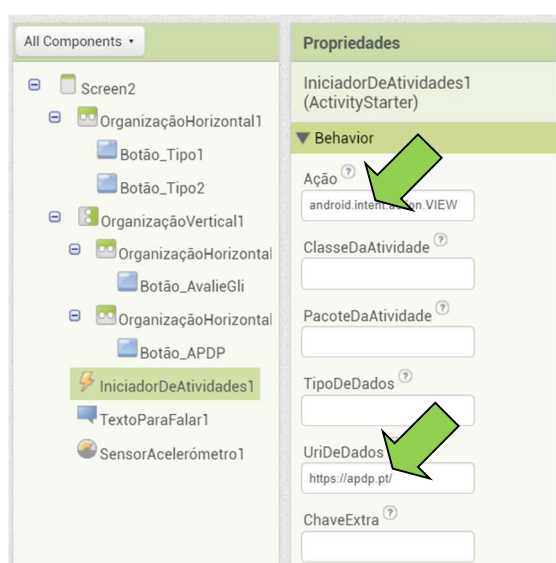 All Components
Screen2
OrganizaçãoHorizontal1
Botão_Tipo1
Botão_Tipo2
OrganizaçãoVertical1
OrganizaçãoHorizontal
Botão_AvalieGli
OrganizaçãoHorizontal
Botão_APDP
IniciadorDeAtividades1
TextoParaFalar1
SensorAcelerómetro1
Propriedades
IniciadorDeAtividades1
(ActivityStarter)
Behavior
Ação ?
android.intent.action.VIEW
ClasseDaAtividade ?
PacoteDaAtividade ?
TipoDeDados ?
UriDeDados
https://apdp.pt/
ChaveExtra ?